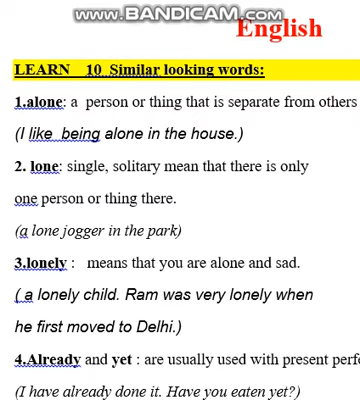 www.BANDICAM.com
English
LEARN 10 Similar looking words:
1.alone: a person or thing that is separate from others
(I like being alone in the house.)
2. lone: single, solitary mean that there is only
one person or thing there.
(a lone jogger in the park)
3.lonely : means that you are alone and sad.
( a lonely child. Ram was very lonely when
he first moved to Delhi.)
4.Already and yet : are usually used with present perf
(I have already done it. Have you eaten yet?)